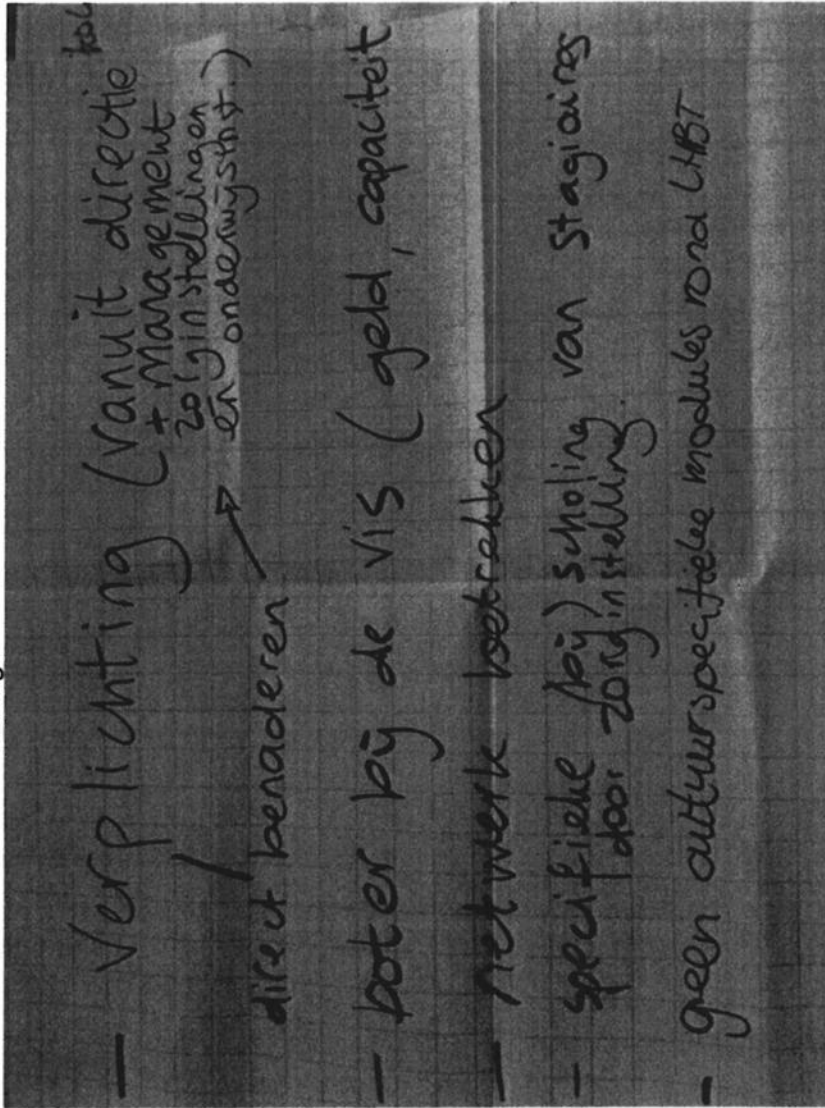 - Verplichting (vanuit directie
+ management
zorginstellingen
én onderwijsinst.)
direct benaderen
- boter bij de vis (geld, capaciteit
- netwerk betrekken
- specifieke (bij)scholing van stagiaires
door zorginstelling
- geen cultuurspecifieke modules rond LHBT